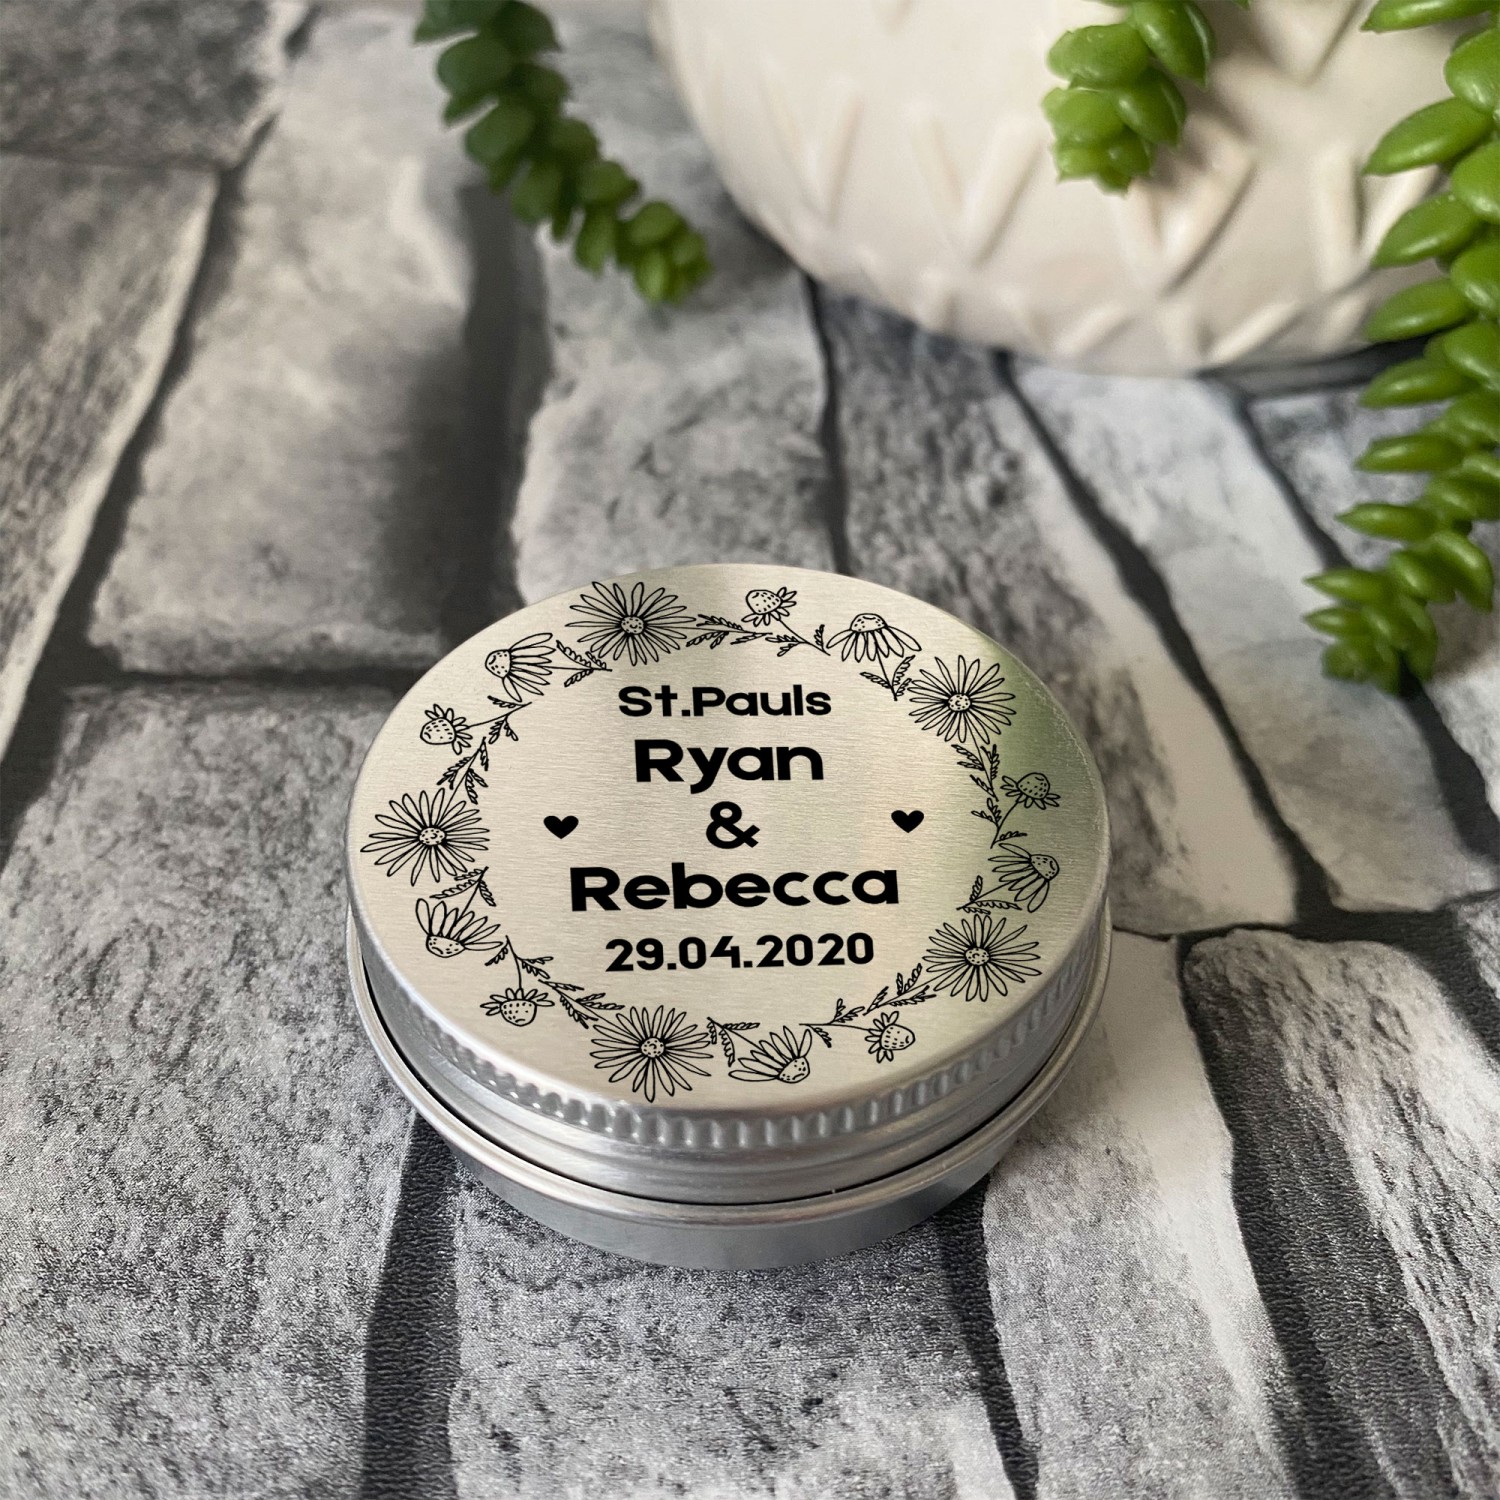 St.Pauls
Ryan
&
Rebecca
29.04.2020